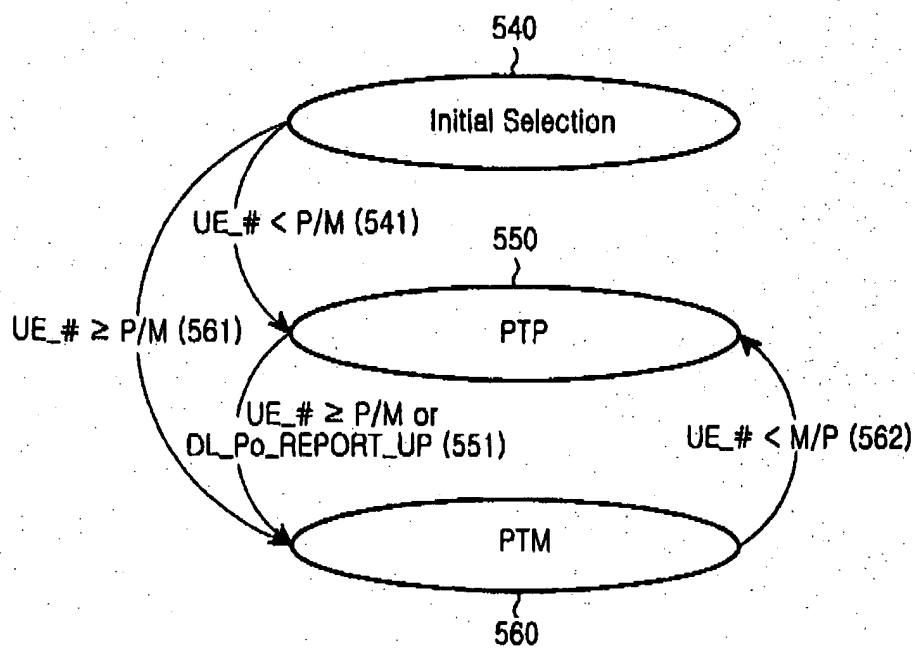 540
Initial Selection
UE_# < P/M (541)
550
UE_# ≥ P/M (561)
PTP
UE_# ≥ P/M or
DL_Po_REPORT_UP (551)
UE_# < M/P (562)
PTM
560